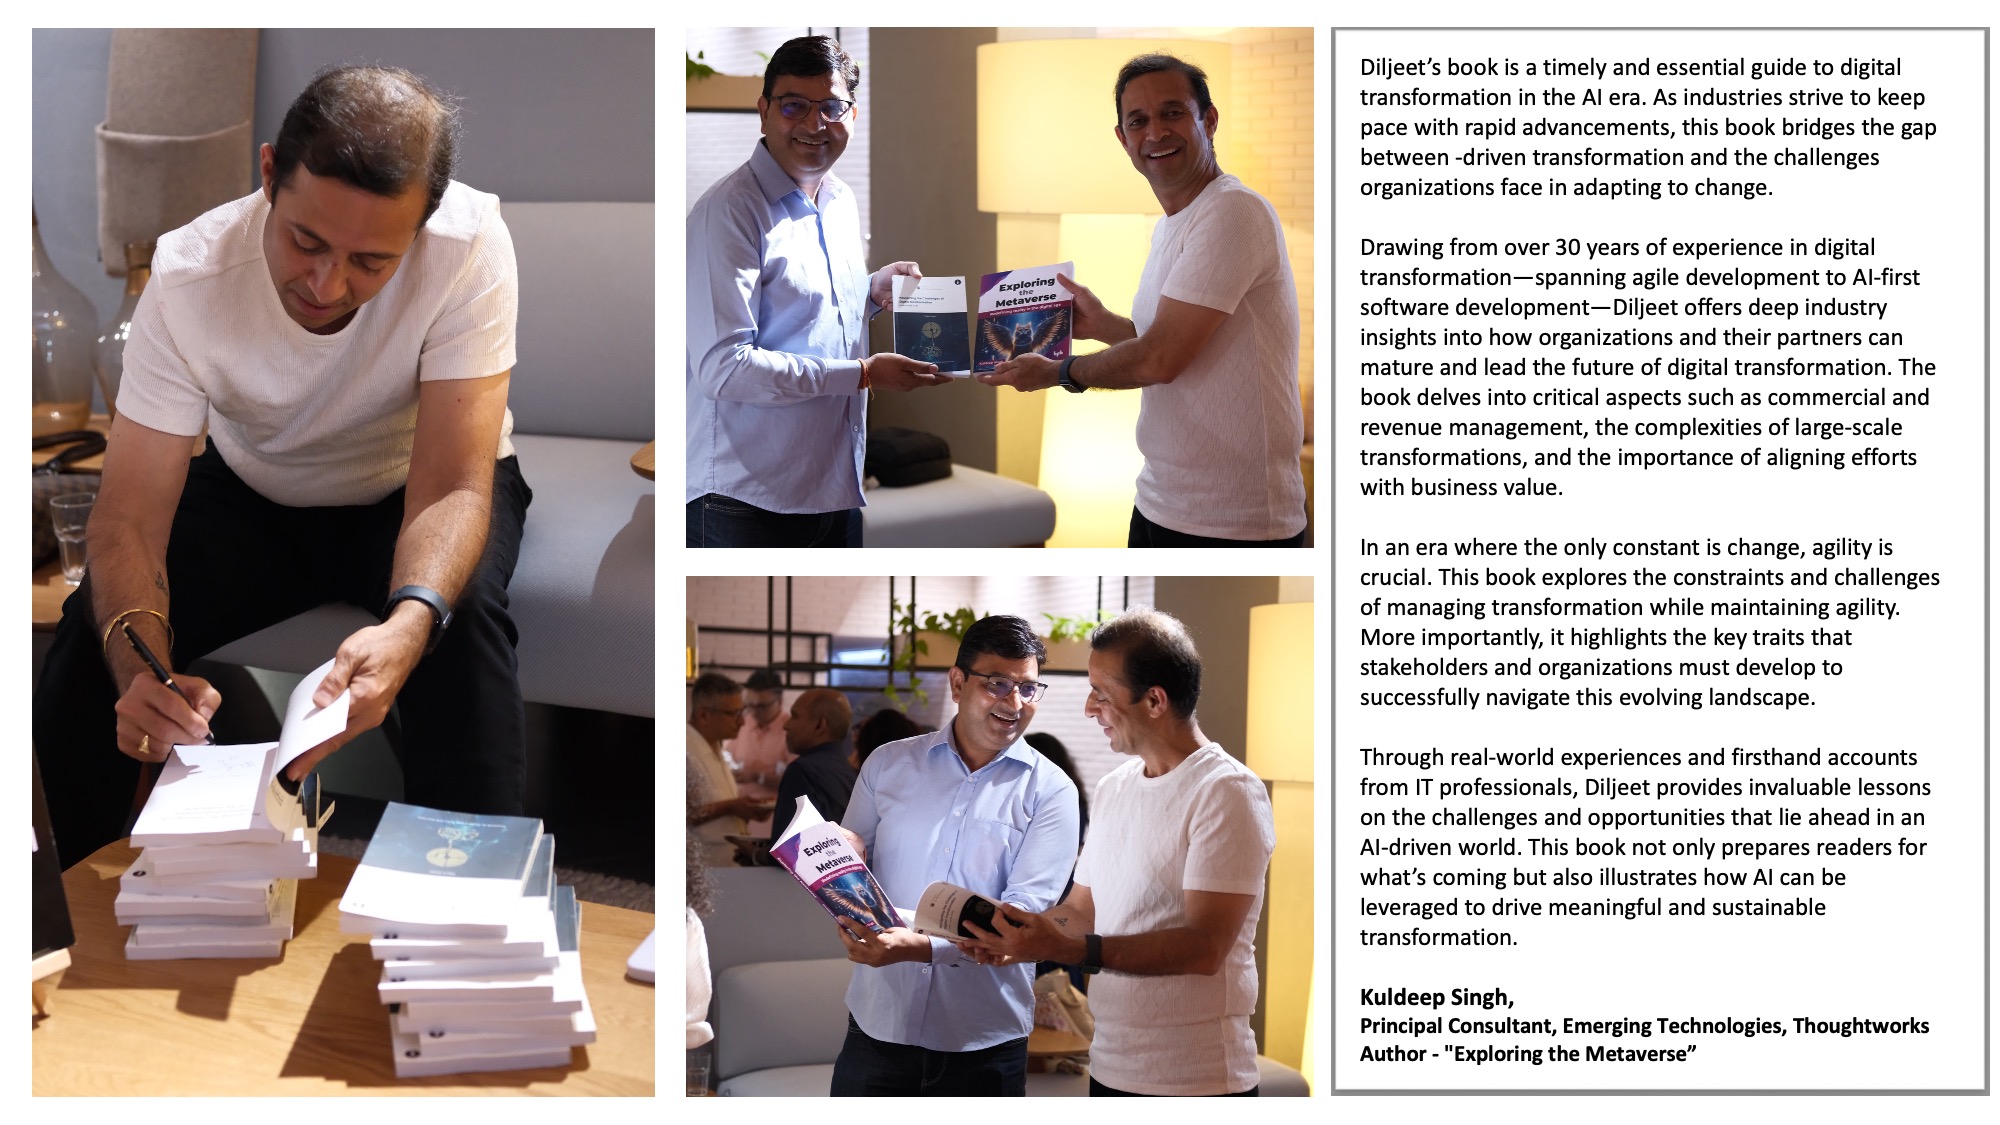 Exploring
the
Metaverse
Redefining reality in the digital age
Exploring
the
Metaverse
Diljeet’s book is a timely and essential guide to digital
transformation in the AI era. As industries strive to keep
pace with rapid advancements, this book bridges the gap
between -driven transformation and the challenges
organizations face in adapting to change.
Drawing from over 30 years of experience in digital
transformation—spanning agile development to AI-first
software development—Diljeet offers deep industry
insights into how organizations and their partners can
mature and lead the future of digital transformation. The
book delves into critical aspects such as commercial and
revenue management, the complexities of large-scale
transformations, and the importance of aligning efforts
with business value.
In an era where the only constant is change, agility is
crucial. This book explores the constraints and challenges
of managing transformation while maintaining agility.
More importantly, it highlights the key traits that
stakeholders and organizations must develop to
successfully navigate this evolving landscape.
Through real-world experiences and firsthand accounts
from IT professionals, Diljeet provides invaluable lessons
on the challenges and opportunities that lie ahead in an
AI-driven world. This book not only prepares readers for
what’s coming but also illustrates how AI can be
leveraged to drive meaningful and sustainable
transformation.
Kuldeep Singh,
Principal Consultant, Emerging Technologies, Thoughtworks
Author - "Exploring the Metaverse”